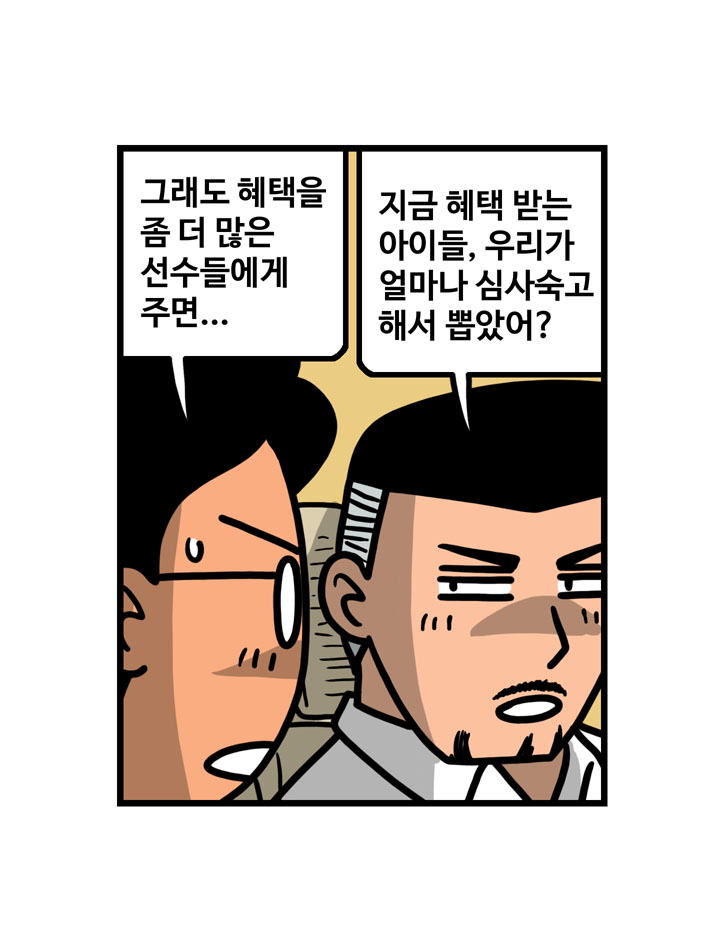 그래도 혜택을
좀 더 많은
선수들에게
주면...
지금 혜택 받는
아이들, 우리가
얼마나 심사숙고
해서 뽑았어?